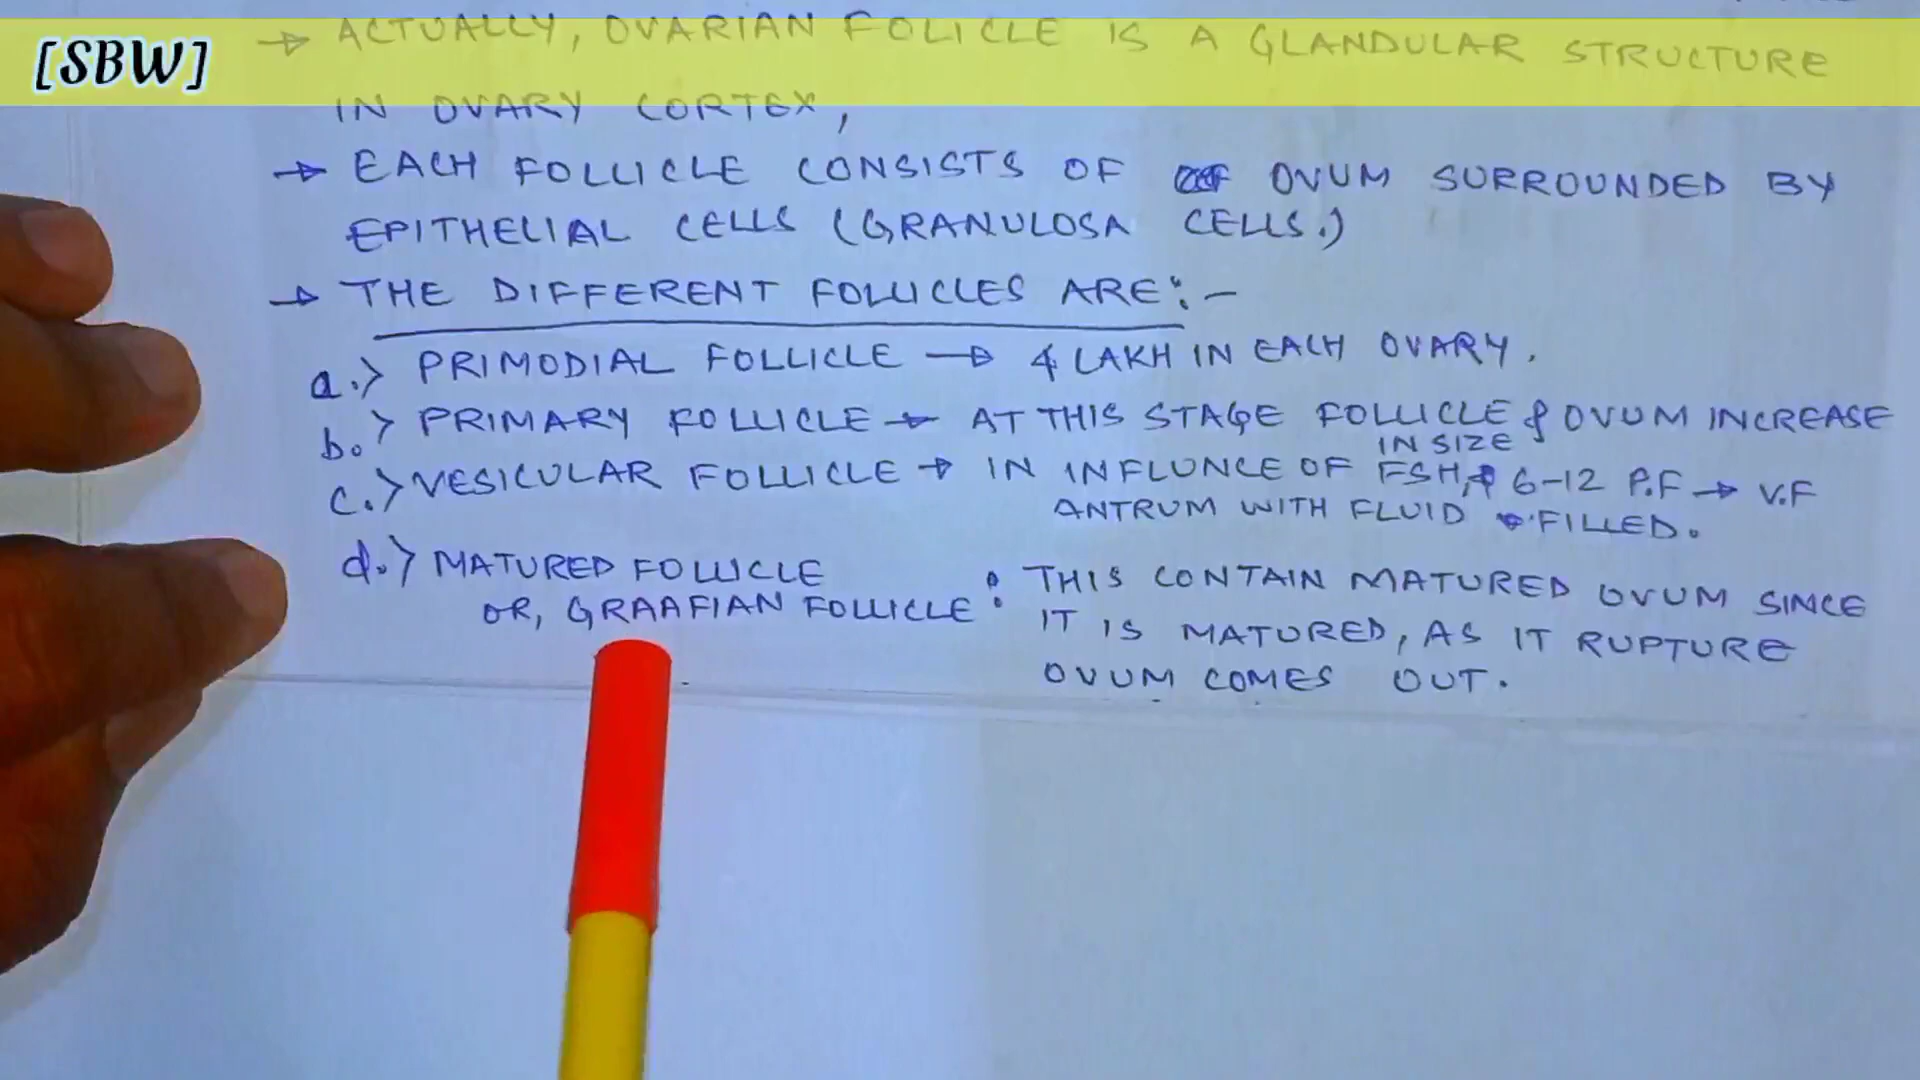 [SBW]
→ ACTUALLY, OVARIAN FOLICLE IS A GLANDULAR STRUCTURE
IN OVARY CORTEX,
→ EACH FOLLICLE CONSISTS OF OVUM SURROUNDED BY
EPITHELIAL CELLS (GRANULOSA CELLS.)
→ THE DIFFERENT FOLLICLES ARE:-
a.> PRIMODIAL FOLLICLE → 4 LAKH IN EACH OVARY.
b.> PRIMARY FOLLICLE → AT THIS STAGE FOLLICLE & OVUM INCREASE
IN SIZE
c.> VESICULAR FOLLICLE → IN INFLUNCE OF FSH, 6-12 P.F → V.F
ANTRUM WITH FLUID FILLED.
d.> MATURED FOLLICLE
OR, GRAAFIAN FOLLICLE : THIS CONTAIN MATURED OVUM SINCE
IT IS MATURED, AS IT RUPTURE
OVUM COMES OUT.